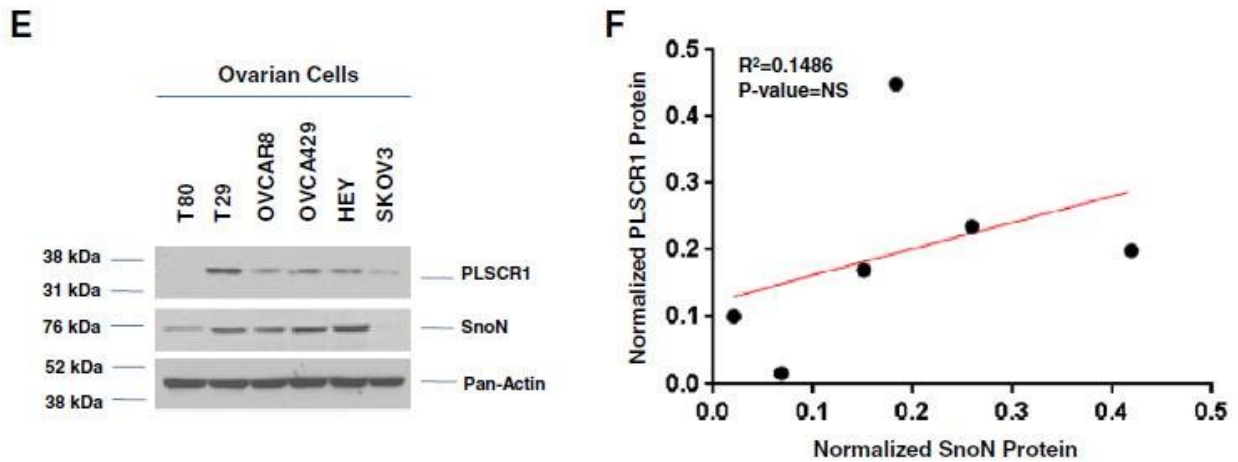 E
Ovarian Cells
T80
T29
OVCAR8
OVCA429
HEY
SKOV3
38 kDa
31 kDa
PLSCR1
76 kDa
SnoN
52 kDa
38 kDa
Pan-Actin
F
R²=0.1486
P-value=NS
Normalized PLSCR1 Protein
0.5
0.4
0.3
0.2
0.1
0.0
0.0 0.1 0.2 0.3 0.4 0.5
Normalized SnoN Protein